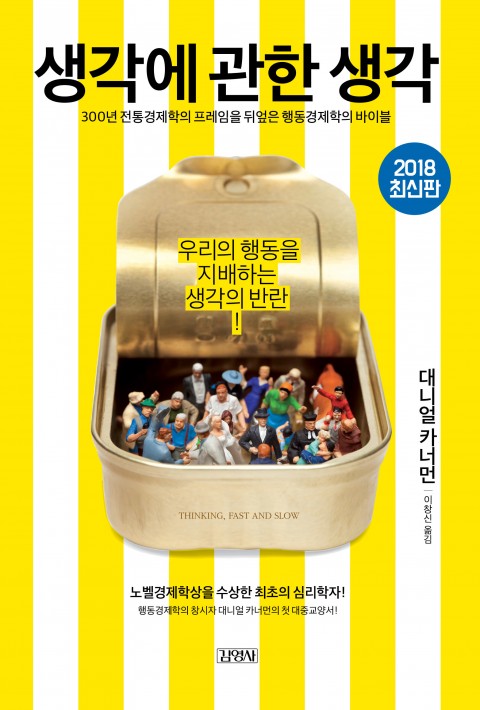 생각에 관한 생각
300년 전통경제학의 프레임을 뒤엎은 행동경제학의 바이블
2018
최신판
우리의 행동을
지배하는
생각의 반란
!
대니얼 카너먼
이창신 옮김
THINKING, FAST AND SLOW
노벨경제학상을 수상한 최초의 심리학자!
행동경제학의 창시자 대니얼 카너먼의 첫 대중교양서!
김영사